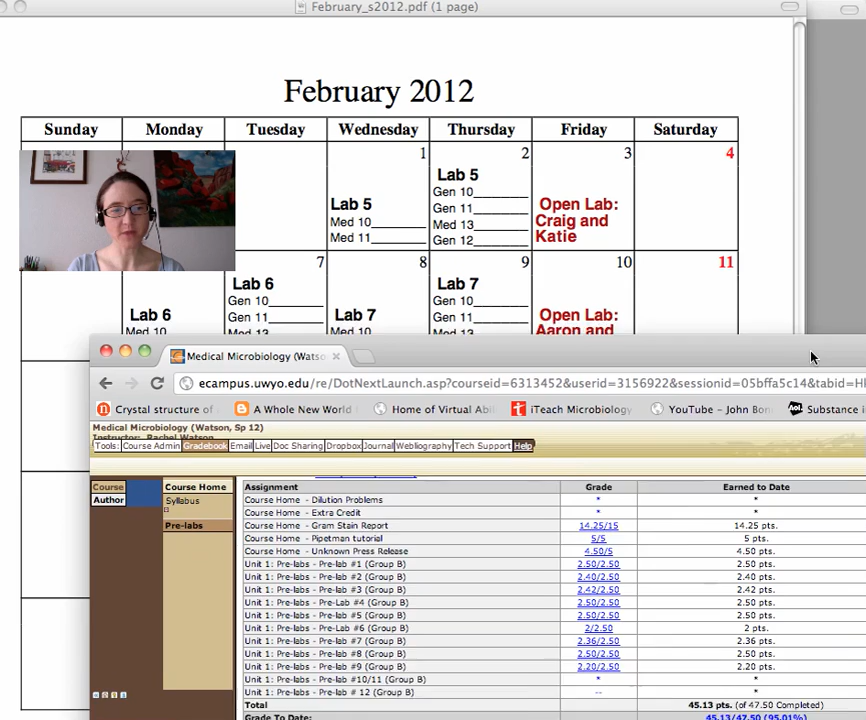 February_s2012.pdf (1 page)
February 2012
Sunday Monday Tuesday Wednesday Thursday Friday Saturday
1 2 3 4
Lab 5 Lab 5
Med 10 Gen 10
Med 11 Gen 11
Med 13
Gen 12
Open Lab:
Craig and
Katie
7 8 9 10 11
Lab 6 Lab 6 Lab 7 Lab 7 Open Lab:
Med 10 Gen 10 Gen 10 Aaron and
Gen 11 Gen 11
Med 13
Medical Microbiology (Watso
ecampus.uwyo.edu/re/DotNextLaunch.asp?courseid=6313452&userid=3156922&sessionid=05bffa5c14&tabid=H
Crystal structure of A Whole New World Home of Virtual Ab iTeach Microbiology YouTube - John Bon Substance i
Medical Microbiology (Watson, Sp 12)
Instructor: Rachel Watson
Tools: Course Admin Gradebook Email Live Doc Sharing Dropbox Journal Webliography Tech Support Help
Course Course Home
Author Syllabus
Pre-labs
Assignment Grade Earned to Date
Course Home - Dilution Problems * *
Course Home - Extra Credit * *
Course Home - Gram Stain Report 14.25/15 14.25 pts.
Course Home - Pipetman tutorial 5/5 5 pts.
Course Home - Unknown Press Release 4.50/5 4.50 pts.
Unit 1: Pre-labs - Pre-lab #1 (Group B) 2.50/2.50 2.50 pts.
Unit 1: Pre-labs - Pre-lab #2 (Group B) 2.40/2.50 2.40 pts.
Unit 1: Pre-labs - Pre-lab #3 (Group B) 2.42/2.50 2.42 pts.
Unit 1: Pre-labs - Pre-Lab #4 (Group B) 2.50/2.50 2.50 pts.
Unit 1: Pre-labs - Pre-lab #5 (Group B) 2.50/2.50 2.50 pts.
Unit 1: Pre-labs - Pre-Lab #6 (Group B) 2/2.50 2 pts.
Unit 1: Pre-labs - Pre-lab #7 (Group B) 2.36/2.50 2.36 pts.
Unit 1: Pre-labs - Pre-lab #8 (Group B) 2.50/2.50 2.50 pts.
Unit 1: Pre-labs - Pre-lab #9 (Group B) 2.20/2.50 2.20 pts.
Unit 1: Pre-labs - Pre-lab #10/11 (Group B) * *
Unit 1: Pre-labs - Pre-lab # 12 (Group B) -- *
Total 45.13 pts. (of 47.50 Completed)
Grade To Date: 45.13/47.50 (95.01%)